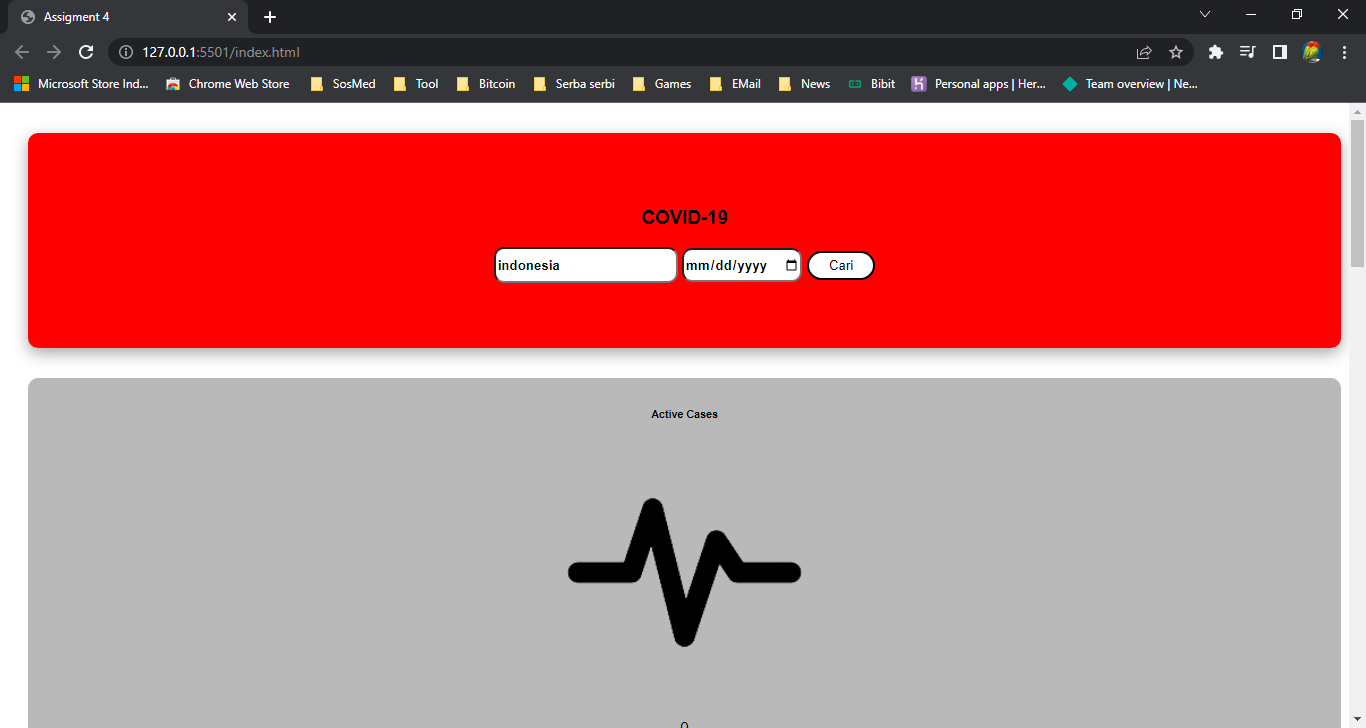 Assigment 4
127.0.0.1:5501/index.html
Microsoft Store Ind... Chrome Web Store SosMed Tool Bitcoin Serba serbi Games EMail News Bibit Personal apps | Her... Team overview | Ne...
COVID-19
indonesia mm/dd/yyyy Cari
Active Cases
0